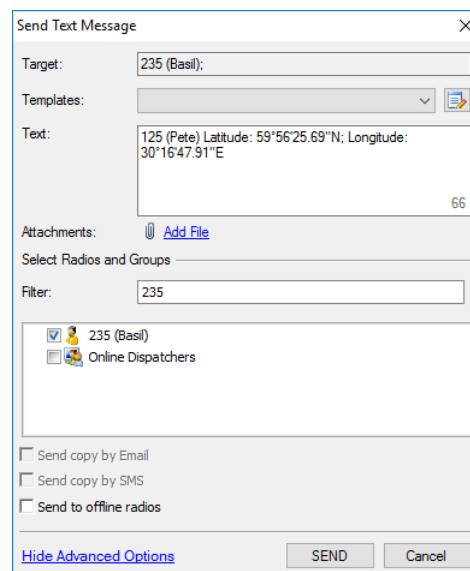 Send Text Message
Target: 235 (Basil);
Templates:
Text: 125 (Pete) Latitude: 59°56'25.69"N; Longitude:
30°16'47.91"E
66
Attachments: Add File
Select Radios and Groups
Filter: 235
235 (Basil)
Online Dispatchers
Send copy by Email
Send copy by SMS
Send to offline radios
Hide Advanced Options SEND Cancel